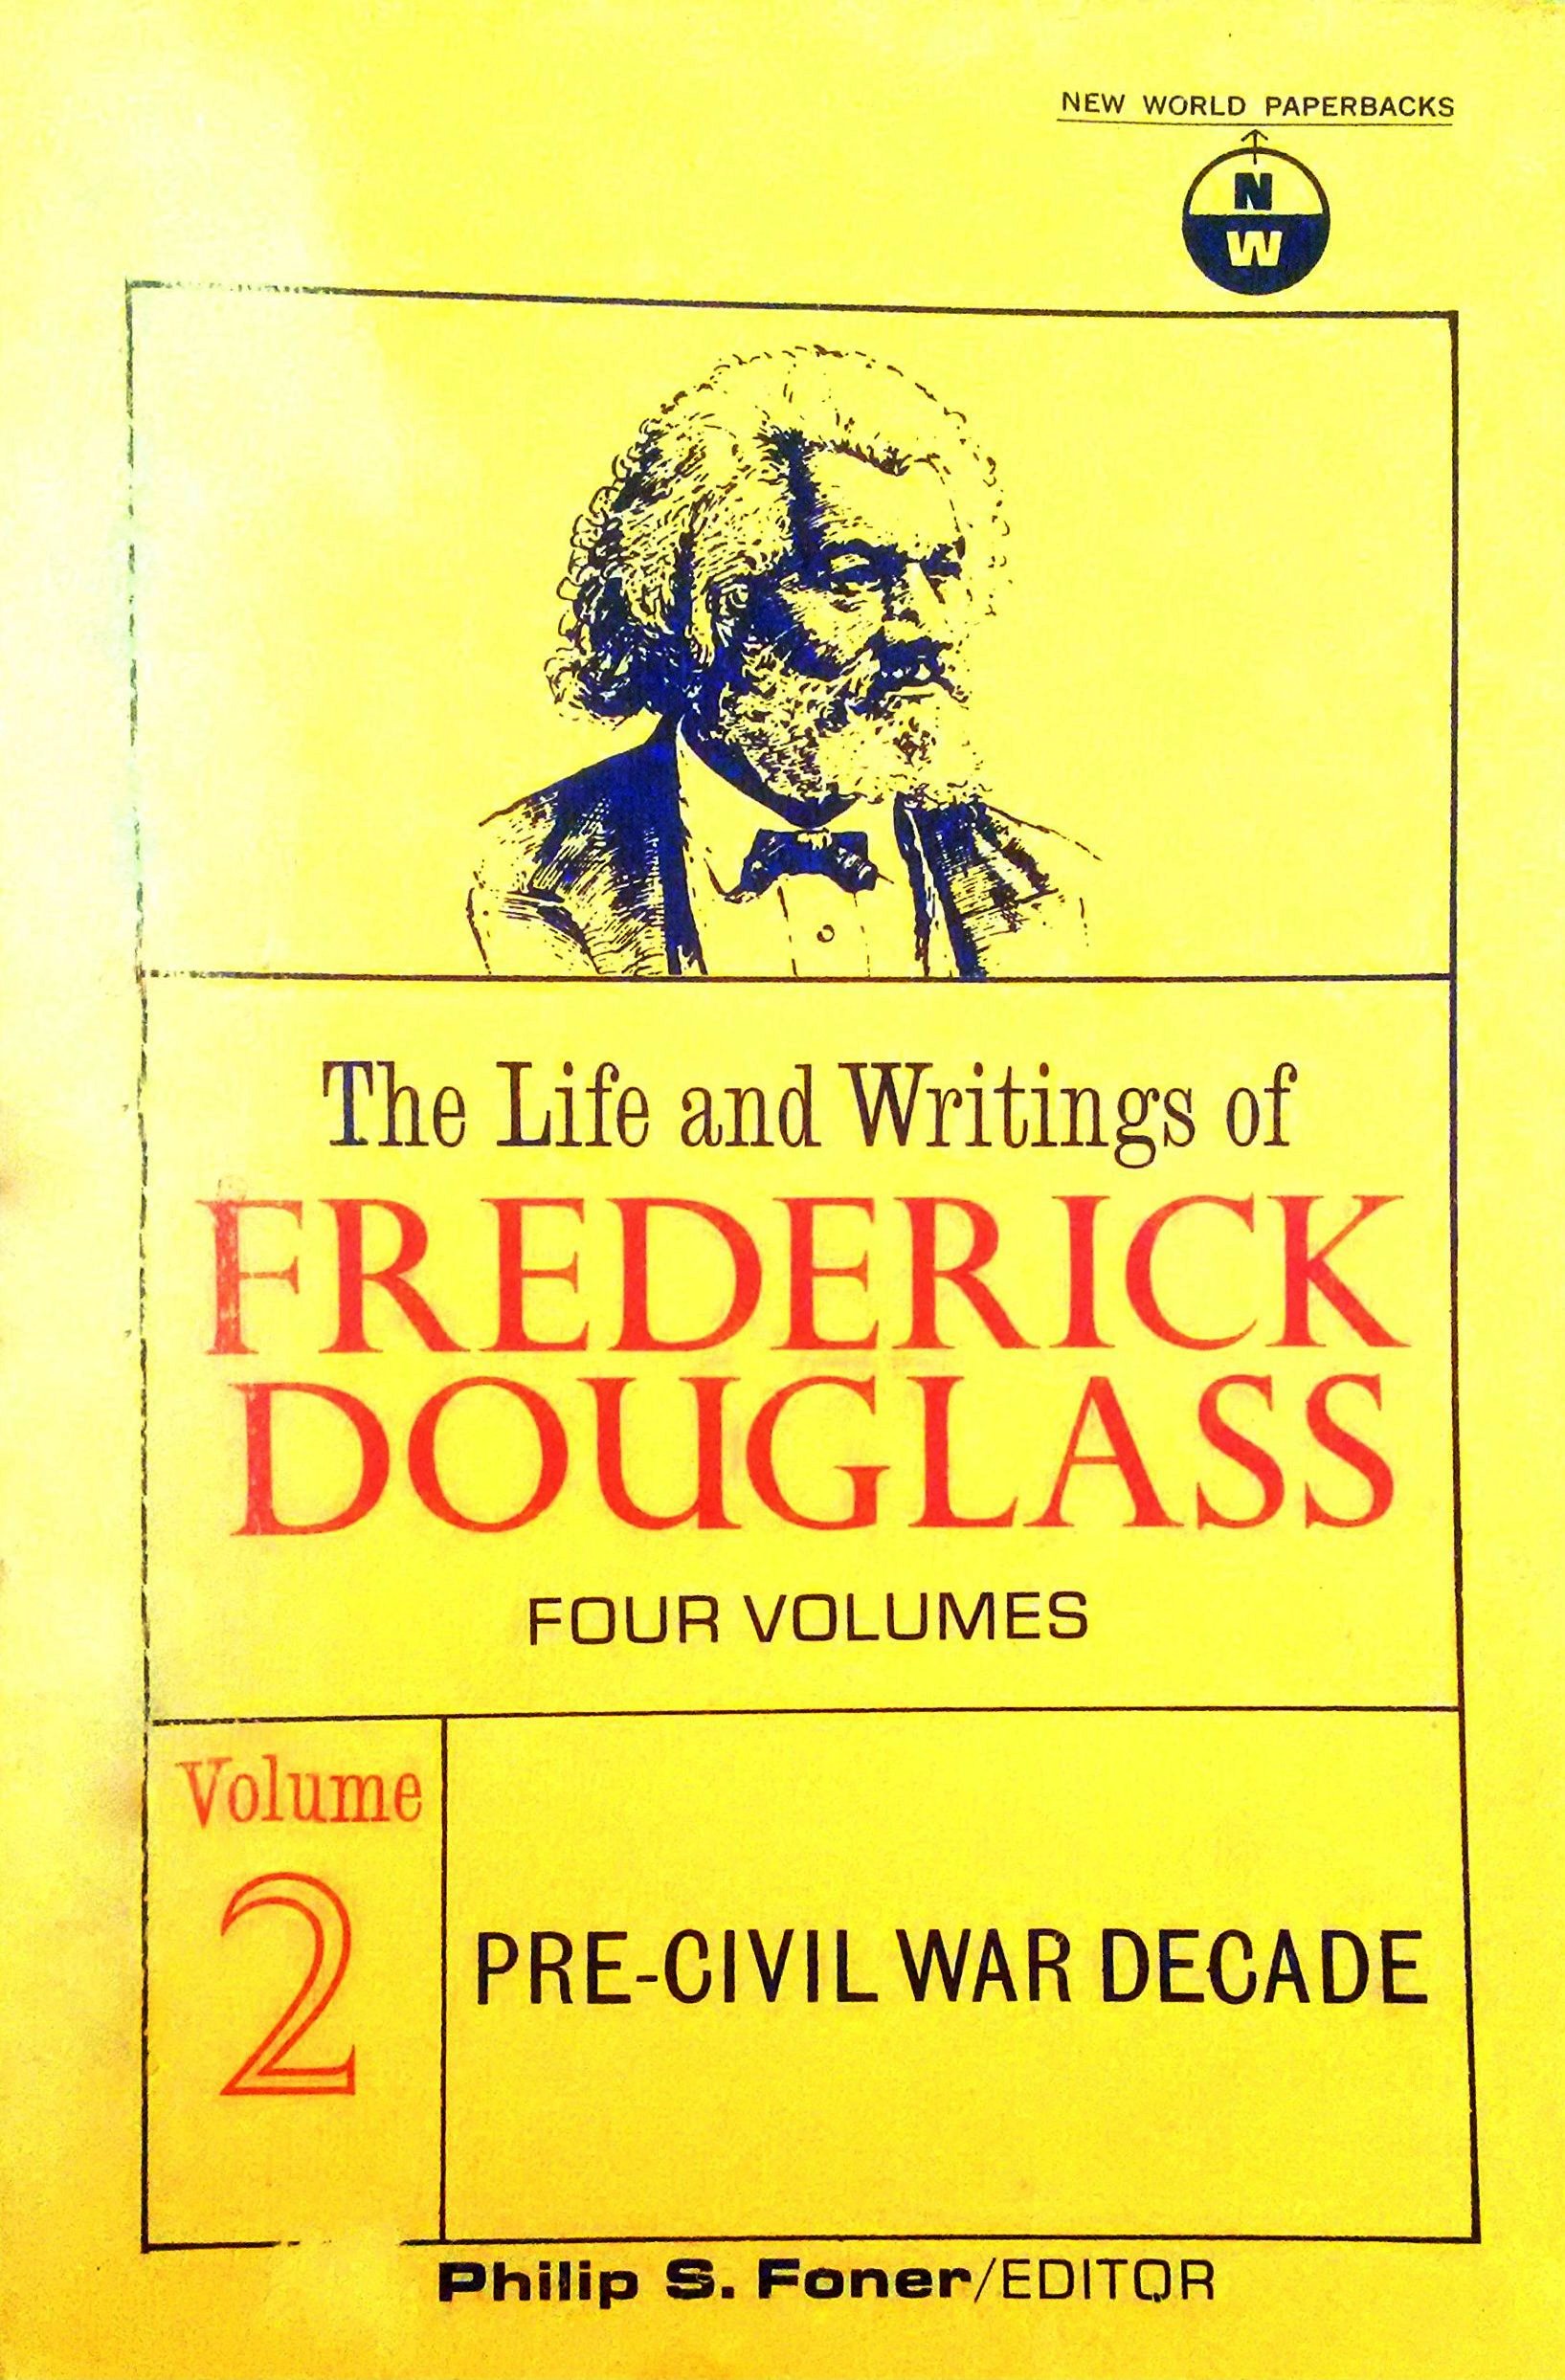 NEW WORLD PAPERBACKS
N
W
The Life and Writings of
FREDERICK
DOUGLASS
FOUR VOLUMES
Volume
2
PRE-CIVIL WAR DECADE
Philip S. Foner/EDITOR